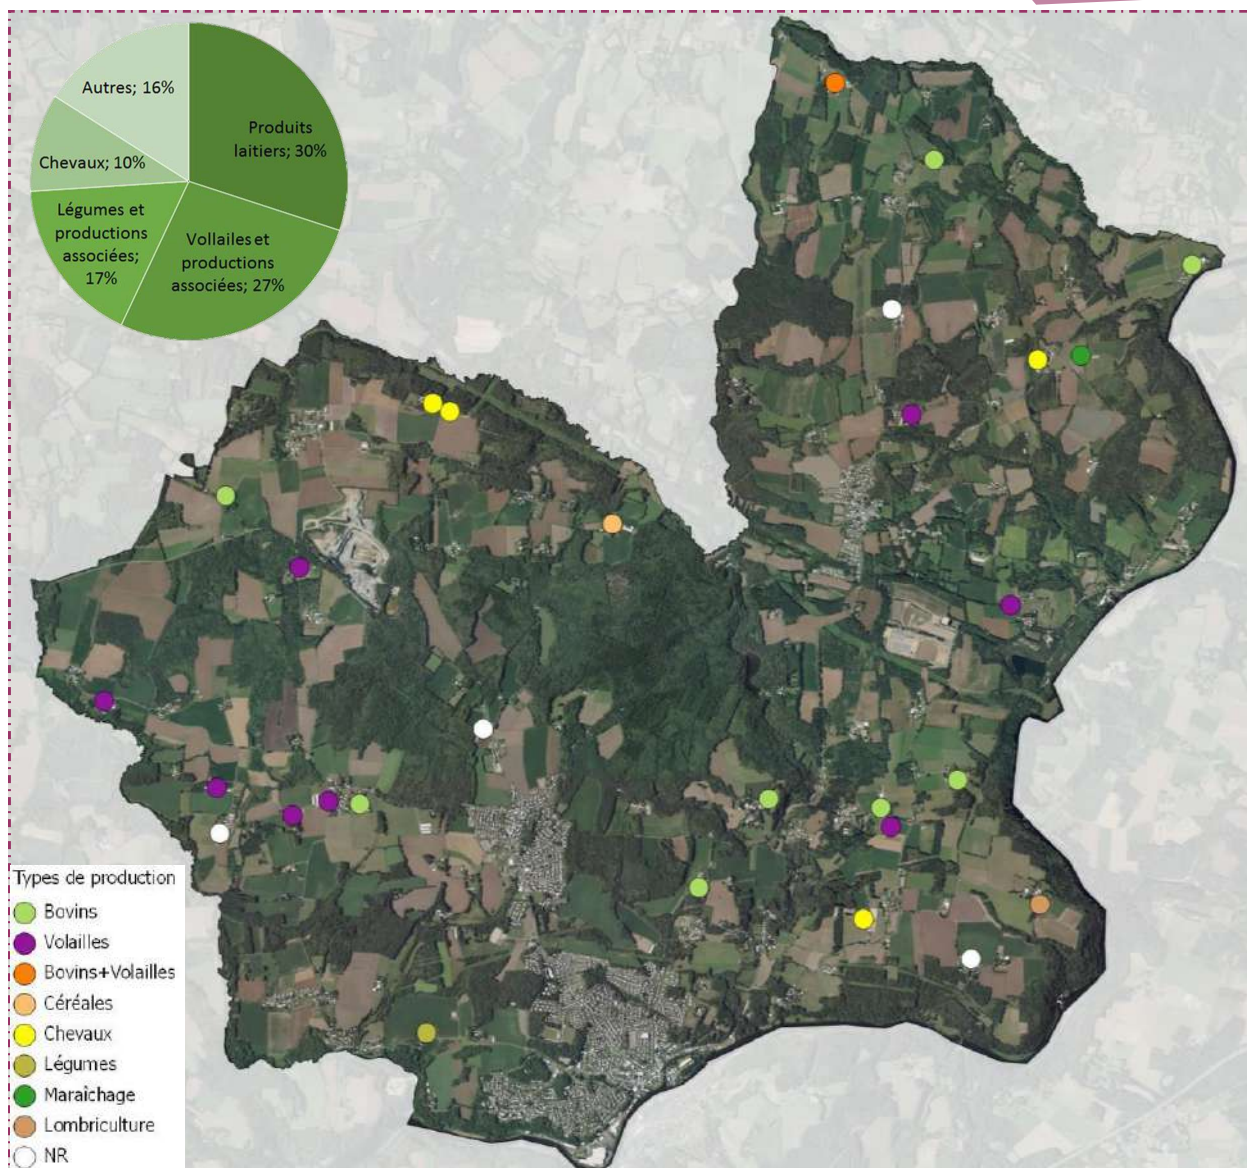 Autres; 16%
Produits
laitiers; 30%
Chevaux; 10%
Légumes et
productions
associées;
17%
Vollailes et
productions
associées; 27%
Types de production
Bovins
Volailles
Bovins+Volailles
Céréales
Chevaux
Légumes
Maraîchage
Lombriculture
NR